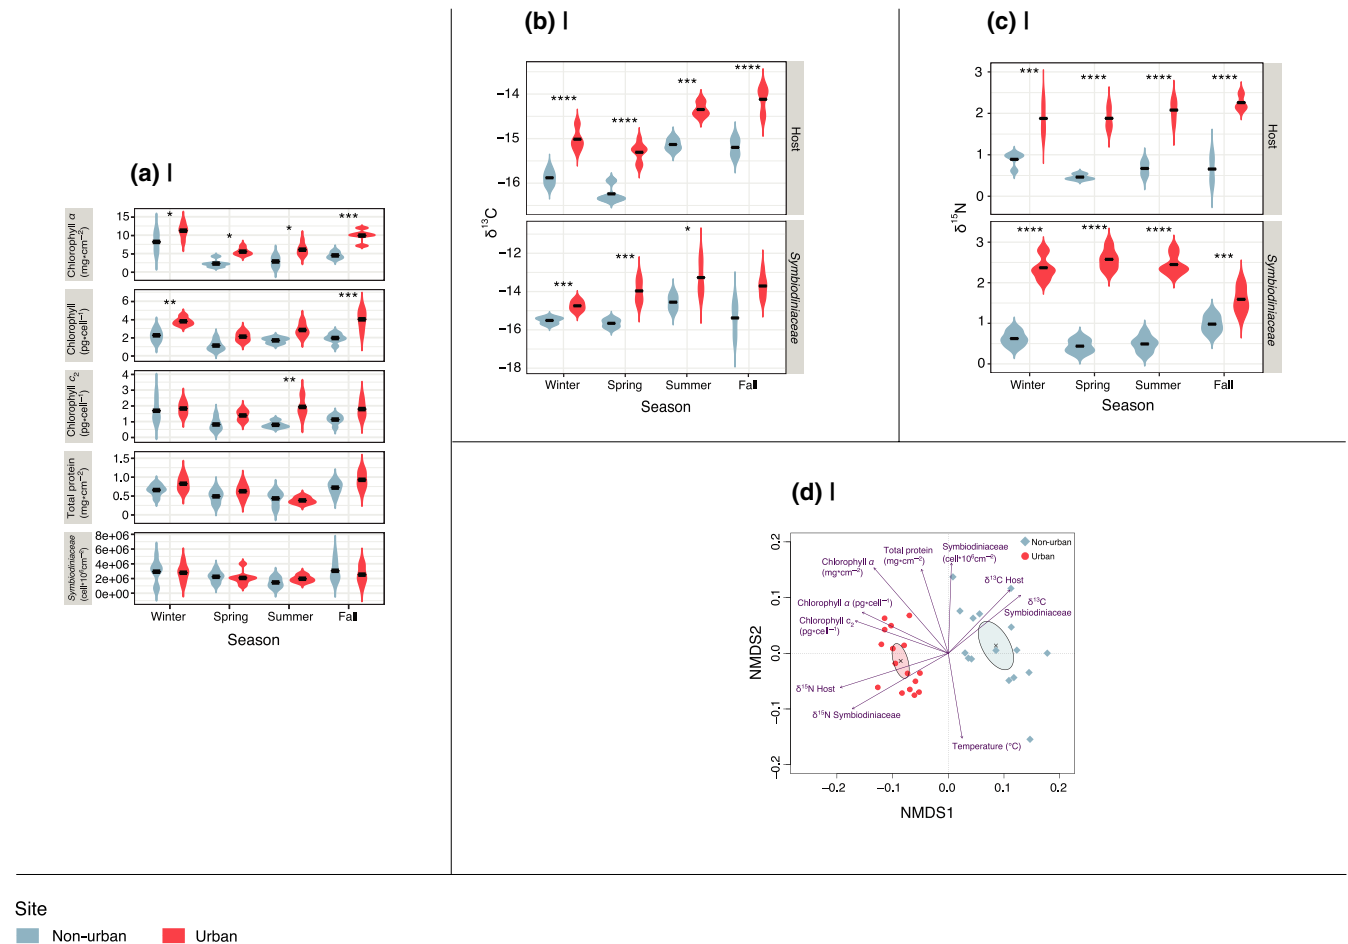 (a) |
Chlorophyll a
(mg•cm−2)
15
10
5
0
*
*
*
***
Chlorophyll
(pg•cell−1)
6
4
2
0
**
***
Chlorophyll c2
(pg•cell−1)
4
3
2
1
0
**
Total protein
(mg•cm−2)
1.5
1.0
0.5
0
Symbiodiniaceae
(cell•10⁶cm−2)
8e+06
6e+06
4e+06
2e+06
0e+00
Winter Spring Summer Fall
Season
(b) |
δ13C
−14
−15
−16
****
****
***
****
Host
−12
−14
−16
−18
***
***
*
Symbiodiniaceae
Winter Spring Summer Fall
Season
(c) |
δ15N
3
2
1
0
***
****
****
****
Host
3
2
1
0
****
****
****
***
Symbiodiniaceae
Winter Spring Summer Fall
Season
(d) |
NMDS2
0.2
0.1
0.0
−0.1
−0.2
Non-urban
Urban
Chlorophyll a
(mg•cm−2)
Total protein
(mg•cm−2)
Symbiodiniaceae
(cell*10⁶cm−2)
δ13C Host
δ13C
Symbiodiniaceae
Chlorophyll a (pg•cell−1)
Chlorophyll c2
(pg•cell−1)
δ15N Host
δ15N Symbiodiniaceae
Temperature (°C)
−0.2 −0.1 0.0 0.1 0.2
NMDS1
Site
Non-urban Urban